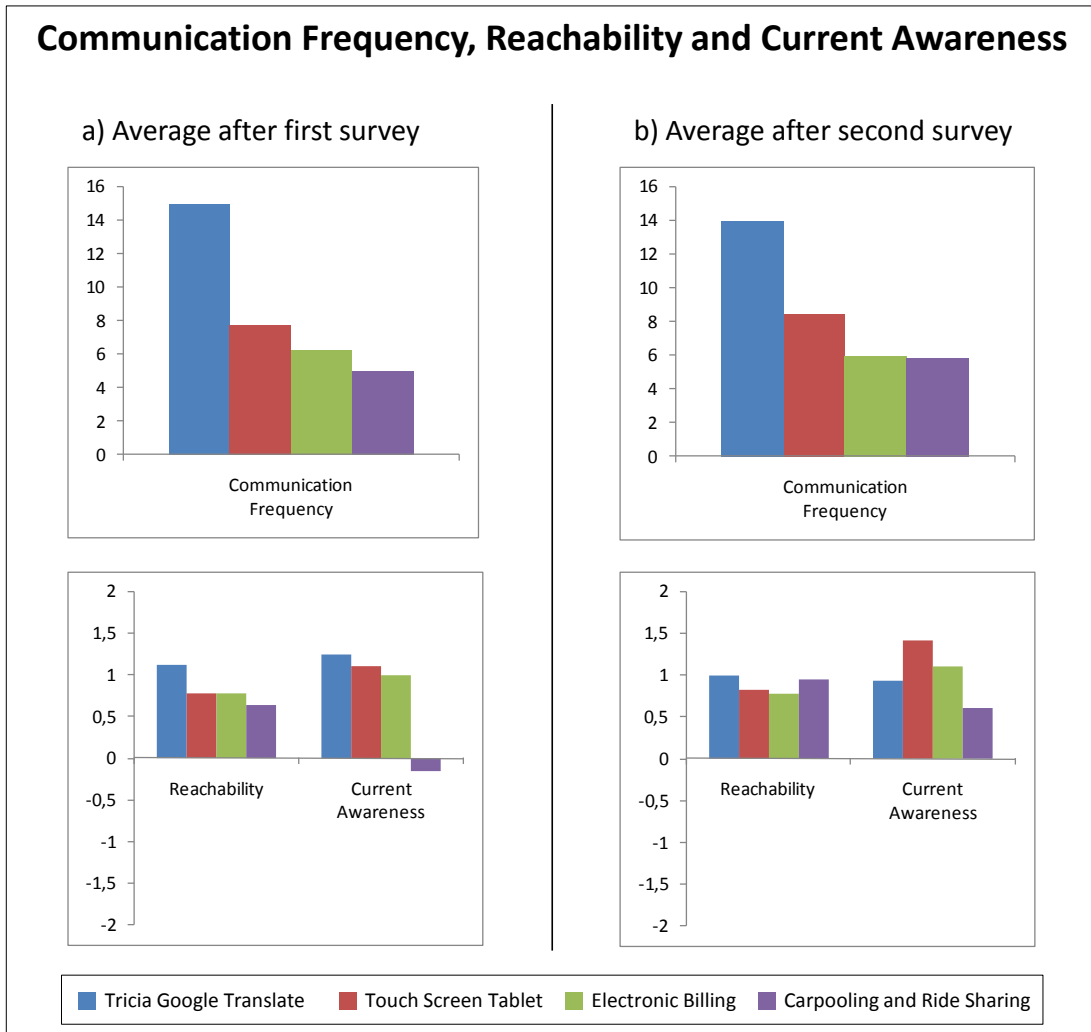 Communication Frequency, Reachability and Current Awareness
a) Average after first survey
16
14
12
10
8
6
4
2
0
Communication
Frequency
2
1,5
1
0,5
0
-0,5
-1
-1,5
-2
Reachability
Current
Awareness
b) Average after second survey
16
14
12
10
8
6
4
2
0
Communication
Frequency
2
1,5
1
0,5
0
-0,5
-1
-1,5
-2
Reachability
Current
Awareness
Tricia Google Translate
Touch Screen Tablet
Electronic Billing
Carpooling and Ride Sharing